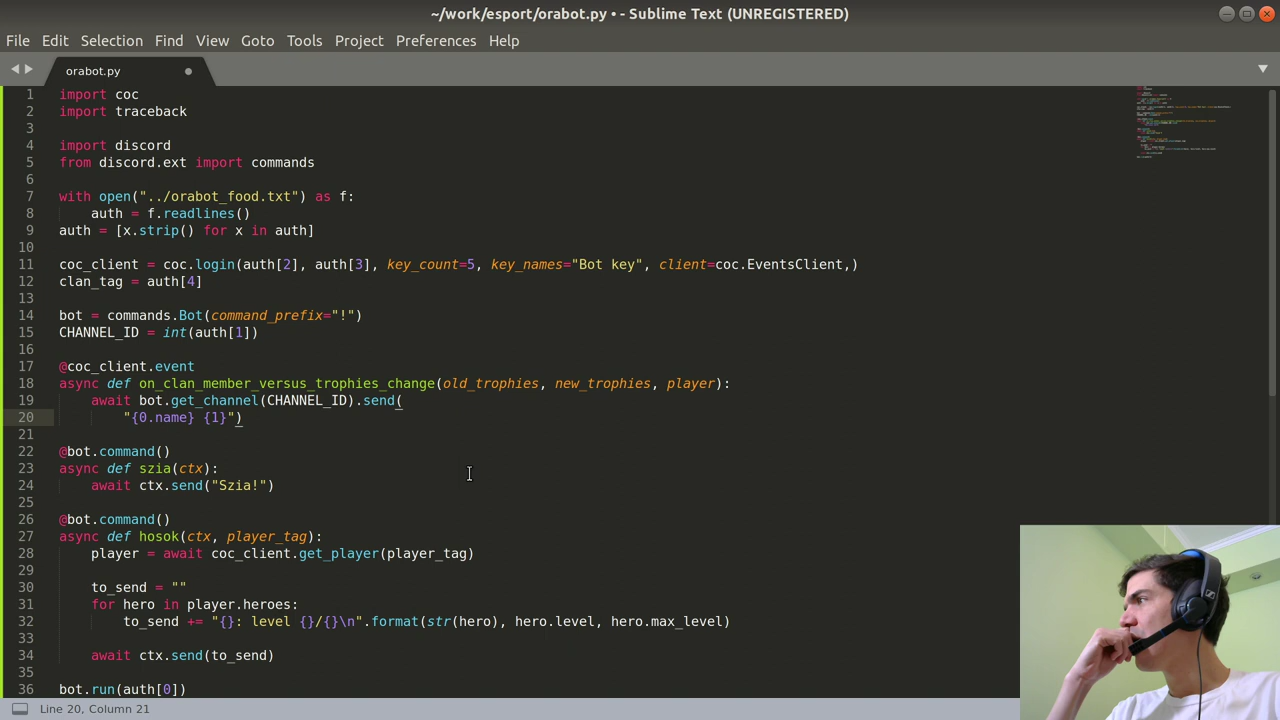 ~/work/esport/orabot.py • - Sublime Text (UNREGISTERED)
File Edit Selection Find View Goto Tools Project Preferences Help
orabot.py
1 import coc
2 import traceback
3
4 import discord
5 from discord.ext import commands
6
7 with open("../orabot_food.txt") as f:
8     auth = f.readlines()
9 auth = [x.strip() for x in auth]
10
11 coc_client = coc.login(auth[2], auth[3], key_count=5, key_names="Bot key", client=coc.EventsClient,)
12 clan_tag = auth[4]
13
14 bot = commands.Bot(command_prefix="!")
15 CHANNEL_ID = int(auth[1])
16
17 @coc_client.event
18 async def on_clan_member_versus_trophies_change(old_trophies, new_trophies, player):
19     await bot.get_channel(CHANNEL_ID).send(
20         "{0.name} {1}")
21
22 @bot.command()
23 async def szia(ctx):
24     await ctx.send("Szia!")
25
26 @bot.command()
27 async def hosok(ctx, player_tag):
28     player = await coc_client.get_player(player_tag)
29
30     to_send = ""
31     for hero in player.heroes:
32         to_send += "{}: level {}/{}\n".format(str(hero), hero.level, hero.max_level)
33
34     await ctx.send(to_send)
35
36 bot.run(auth[0])
Line 20, Column 21